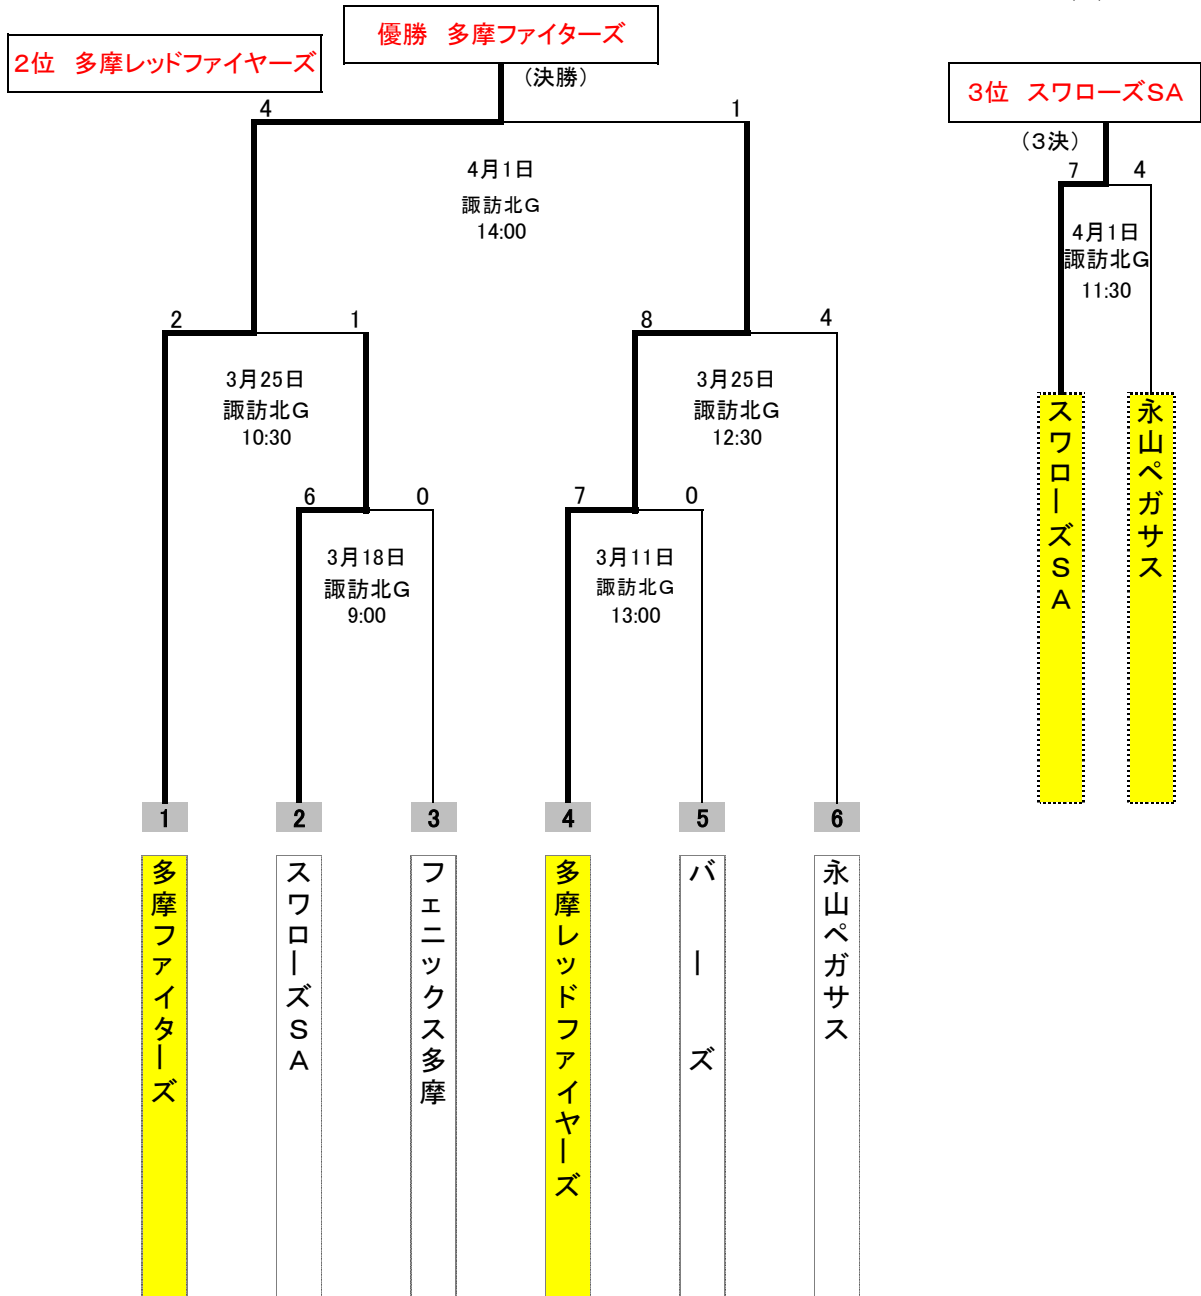 優勝 多摩ファイターズ
2位 多摩レッドファイヤーズ
(決勝)
4
1
4月1日
諏訪北G
14:00
3位 スワローズSA
(3決)
7
4
4月1日
諏訪北G
11:30
スワローズSA
永山ペガサス
2
1
3月25日
諏訪北G
10:30
8
4
3月25日
諏訪北G
12:30
6
0
3月18日
諏訪北G
9:00
7
0
3月11日
諏訪北G
13:00
1
2
3
4
5
6
多摩ファイターズ
スワローズSA
フェニックス多摩
多摩レッドファイヤーズ
バーズ
永山ペガサス